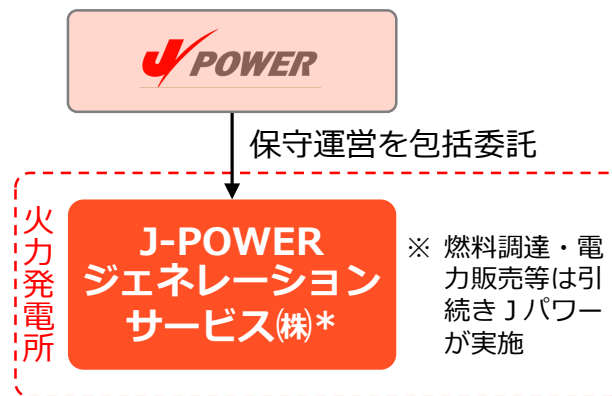 J POWER
保守運営を包括委託
火力発電所
J-POWER
ジェネレーション
サービス㈱*
※ 燃料調達・電
力販売等は引
続きJパワー
が実施